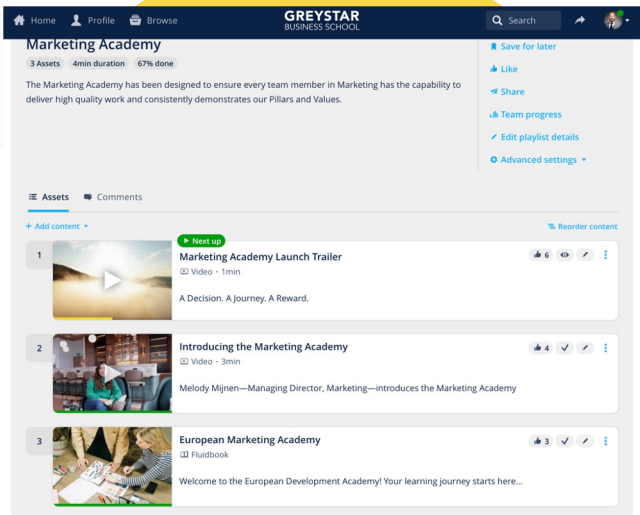 Home Profile Browse GREYSTAR Search
BUSINESS SCHOOL
Marketing Academy
3 Assets 4min duration 67% done
The Marketing Academy has been designed to ensure every team member in Marketing has the capability to
deliver high quality work and consistently demonstrates our Pillars and Values.
Save for later
Like
Share
Team progress
Edit playlist details
Advanced settings
Assets Comments
+ Add content Reorder content
Next up
1 Marketing Academy Launch Trailer 6
Video · 1min
A Decision. A Journey. A Reward.
2 Introducing the Marketing Academy 4
Video · 3min
Melody Mijnen—Managing Director, Marketing—introduces the Marketing Academy
3 European Marketing Academy 3
Fluidbook
Welcome to the European Development Academy! Your learning journey starts here...